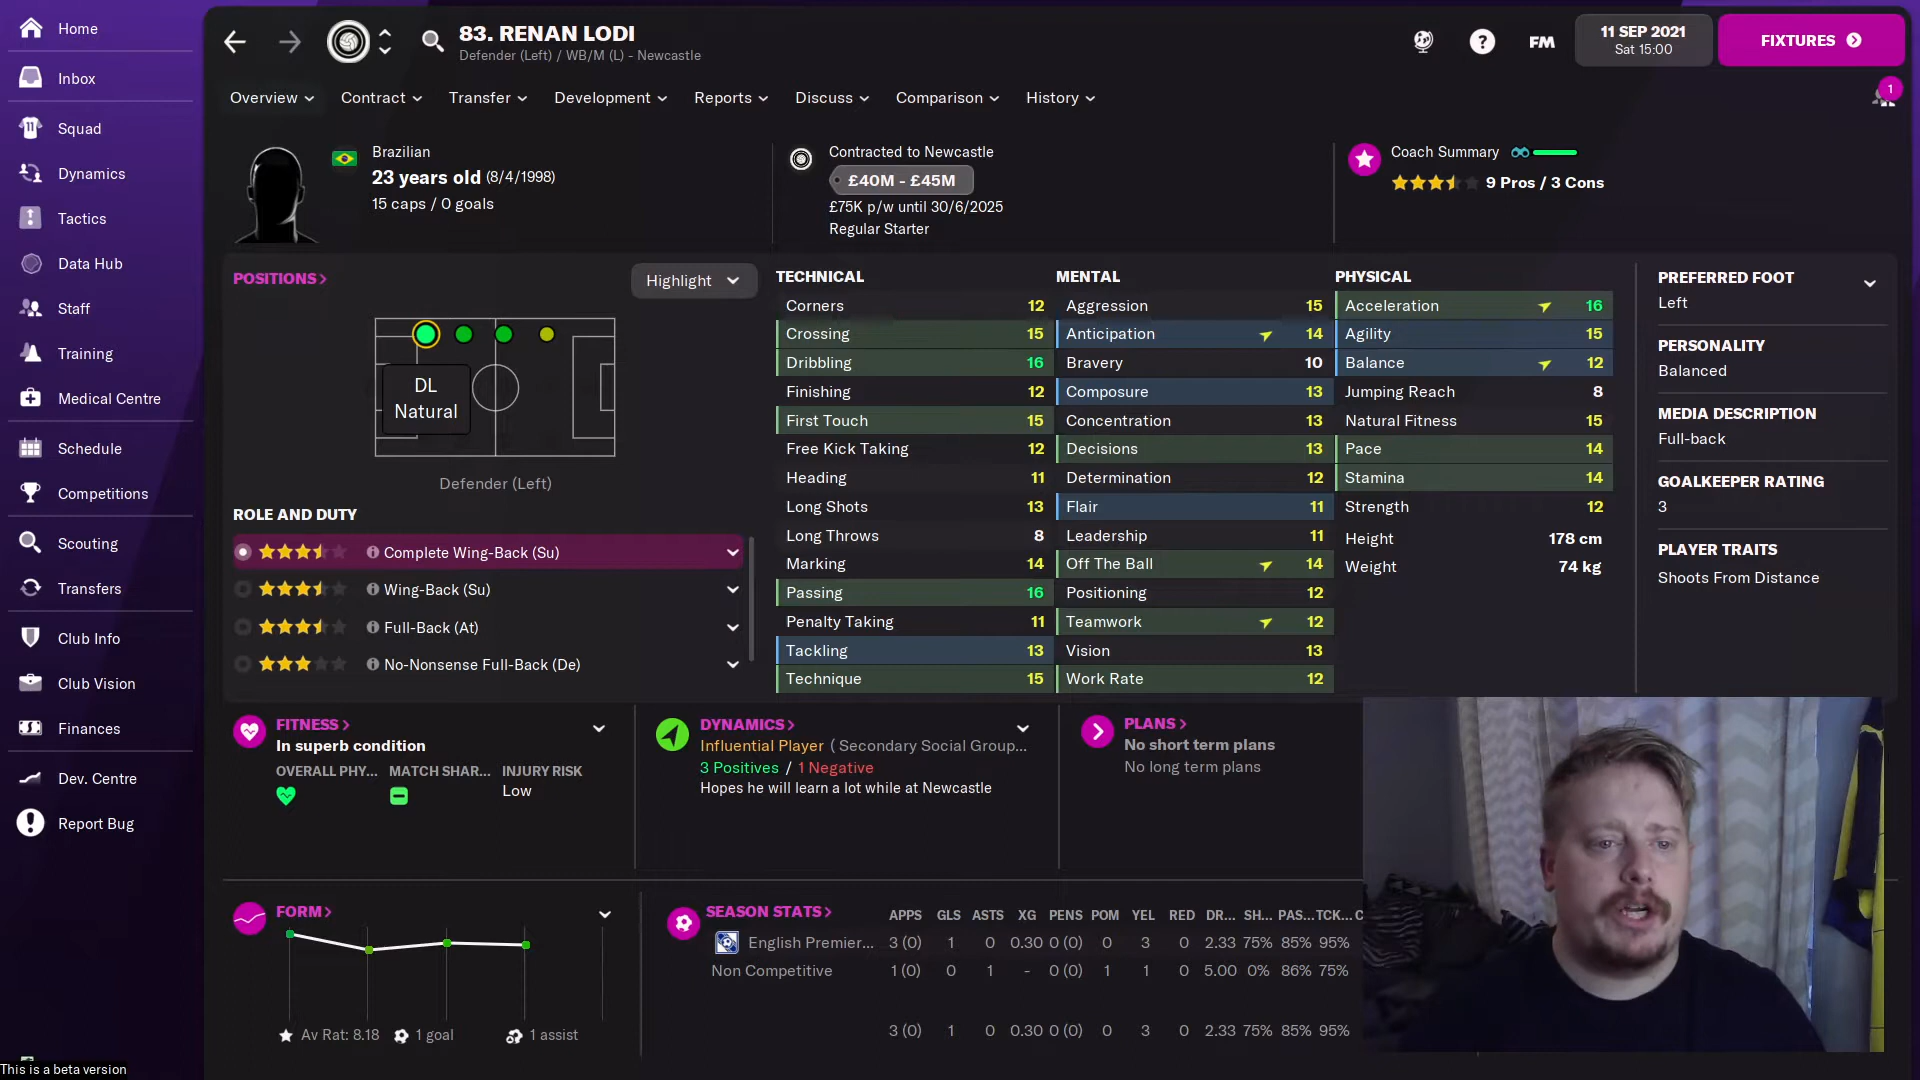 Home
Inbox
Squad
Dynamics
Tactics
Data Hub
Staff
Training
Medical Centre
Schedule
Competitions
Scouting
Transfers
Club Info
Club Vision
Finances
Dev. Centre
Report Bug
This is a beta version
83. RENAN LODI
Defender (Left) / WB/M (L) - Newcastle
?
FM
11 SEP 2021
Sat 15:00
FIXTURES
Overview Contract Transfer Development Reports Discuss Comparison History
1
Brazilian
23 years old (8/4/1998)
15 caps / 0 goals
Contracted to Newcastle
£40M - £45M
£75K p/w until 30/6/2025
Regular Starter
Coach Summary
9 Pros / 3 Cons
POSITIONS
Highlight
DL
Natural
Defender (Left)
ROLE AND DUTY
Complete Wing-Back (Su)
Wing-Back (Su)
Full-Back (At)
No-Nonsense Full-Back (De)
TECHNICAL
Corners 12
Crossing 15
Dribbling 16
Finishing 12
First Touch 15
Free Kick Taking 12
Heading 11
Long Shots 13
Long Throws 8
Marking 14
Passing 16
Penalty Taking 11
Tackling 13
Technique 15
MENTAL
Aggression 15
Anticipation 14
Bravery 10
Composure 13
Concentration 13
Decisions 13
Determination 12
Flair 11
Leadership 11
Off The Ball 14
Positioning 12
Teamwork 12
Vision 13
Work Rate 12
PHYSICAL
Acceleration 16
Agility 15
Balance 12
Jumping Reach 8
Natural Fitness 15
Pace 14
Stamina 14
Strength 12
Height 178 cm
Weight 74 kg
PREFERRED FOOT
Left
PERSONALITY
Balanced
MEDIA DESCRIPTION
Full-back
GOALKEEPER RATING
3
PLAYER TRAITS
Shoots From Distance
FITNESS
In superb condition
OVERALL PHY... MATCH SHAR... INJURY RISK
Low
DYNAMICS
Influential Player ( Secondary Social Group...
3 Positives / 1 Negative
Hopes he will learn a lot while at Newcastle
PLANS
No short term plans
No long term plans
FORM
Av Rat: 8.18 1 goal 1 assist
SEASON STATS APPS GLS ASTS XG PENS POM YEL RED DR... SH... PAS... TCK... C
English Premier... 3 (0) 1 0 0.30 0 (0) 0 3 0 2.33 75% 85% 95%
Non Competitive 1 (0) 0 1 - 0 (0) 1 1 0 5.00 0% 86% 75%
3 (0) 1 0 0.30 0 (0) 0 3 0 2.33 75% 85% 95%